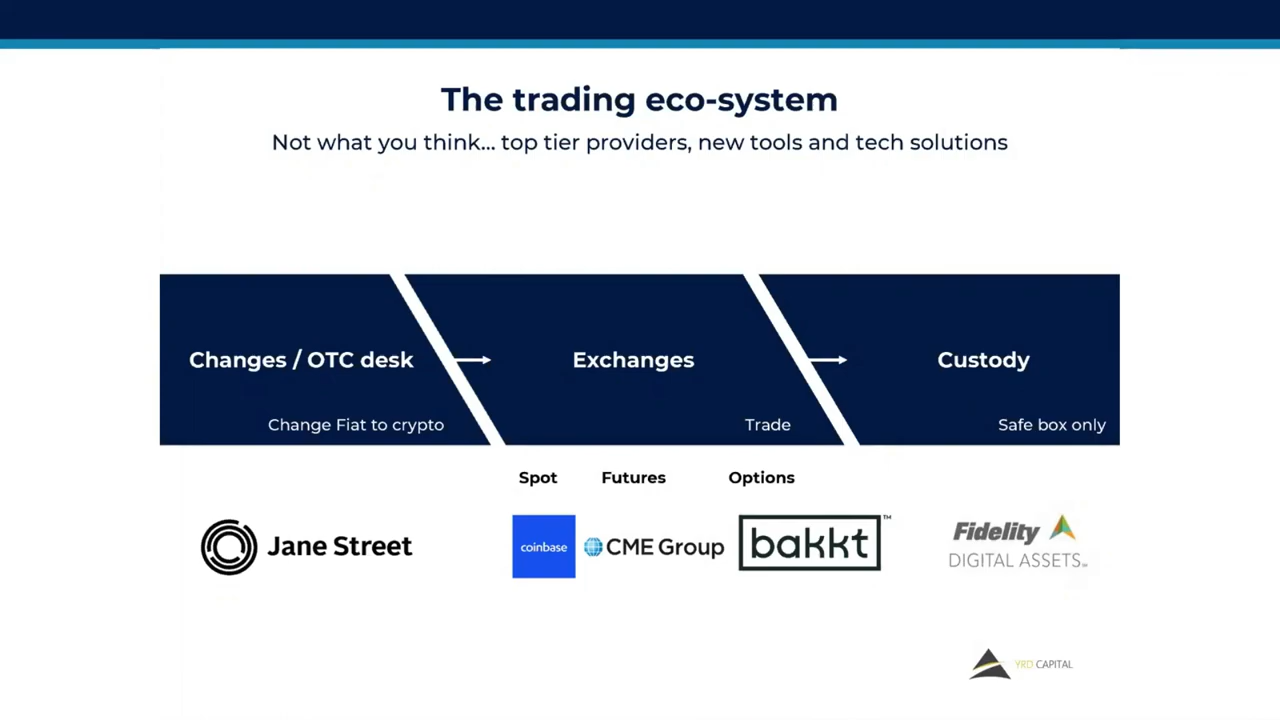 The trading eco-system
Not what you think... top tier providers, new tools and tech solutions
Changes / OTC desk
Change Fiat to crypto
Exchanges
Trade
Custody
Safe box only
Spot
Futures
Options
Jane Street
coinbase
CME Group
bakkt™
Fidelity
DIGITAL ASSETS℠
YRD CAPITAL